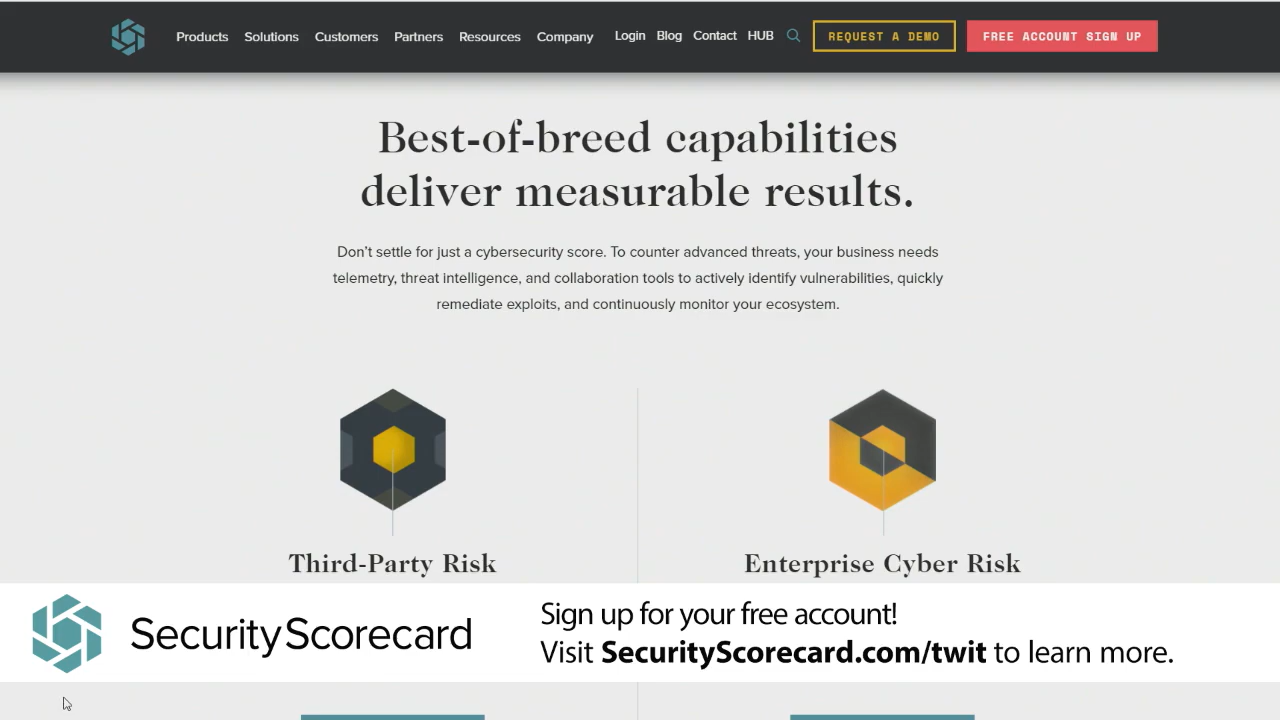 Products Solutions Customers Partners Resources Company Login Blog Contact HUB REQUEST A DEMO FREE ACCOUNT SIGN UP
Best-of-breed capabilities
deliver measurable results.
Don’t settle for just a cybersecurity score. To counter advanced threats, your business needs
telemetry, threat intelligence, and collaboration tools to actively identify vulnerabilities, quickly
remediate exploits, and continuously monitor your ecosystem.
Third-Party Risk
Enterprise Cyber Risk
SecurityScorecard
Sign up for your free account!
Visit SecurityScorecard.com/twit to learn more.